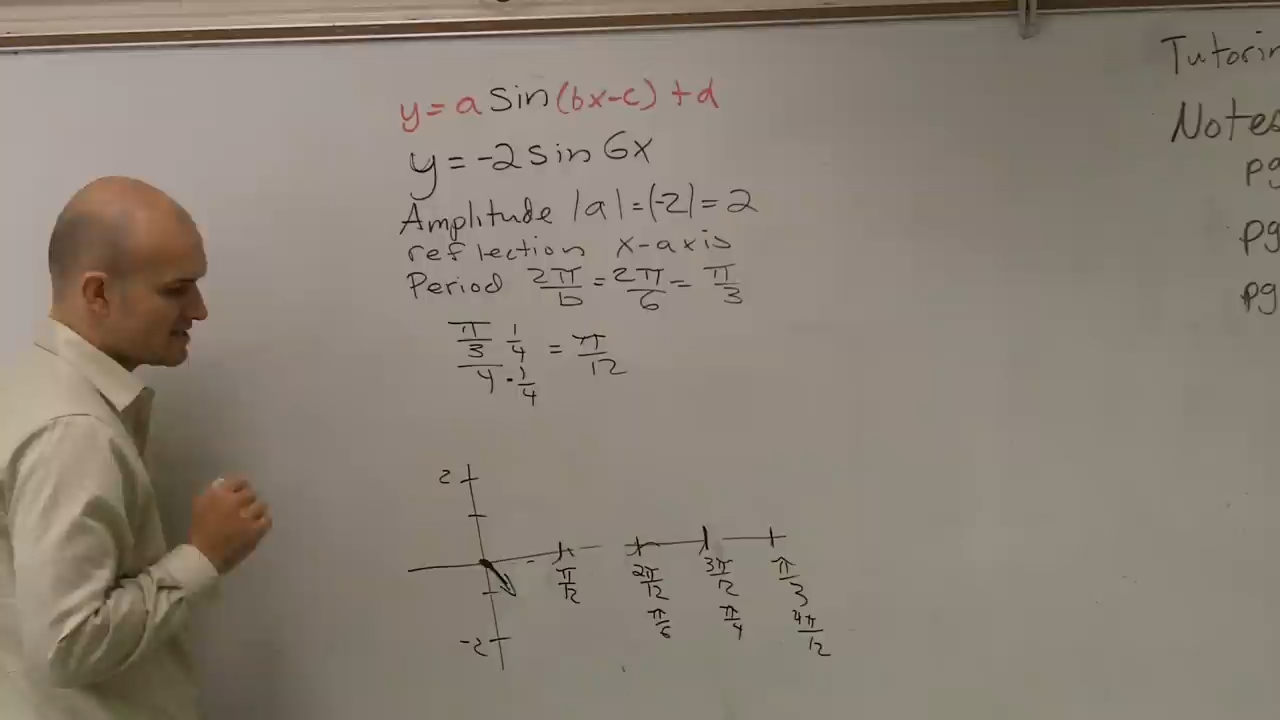 y = a sin (bx-c) + d
y = -2 sin 6x
Amplitude |a| = |-2| = 2
reflection x-axis
Period 2π/b = 2π/6 = π/3
π/3 1/4 / 4 · 1/4 = π/12
2
-2
π/12 2π/12 3π/12 π/3
π/6 π/4 4π/12
Notes
pg
pg
pg